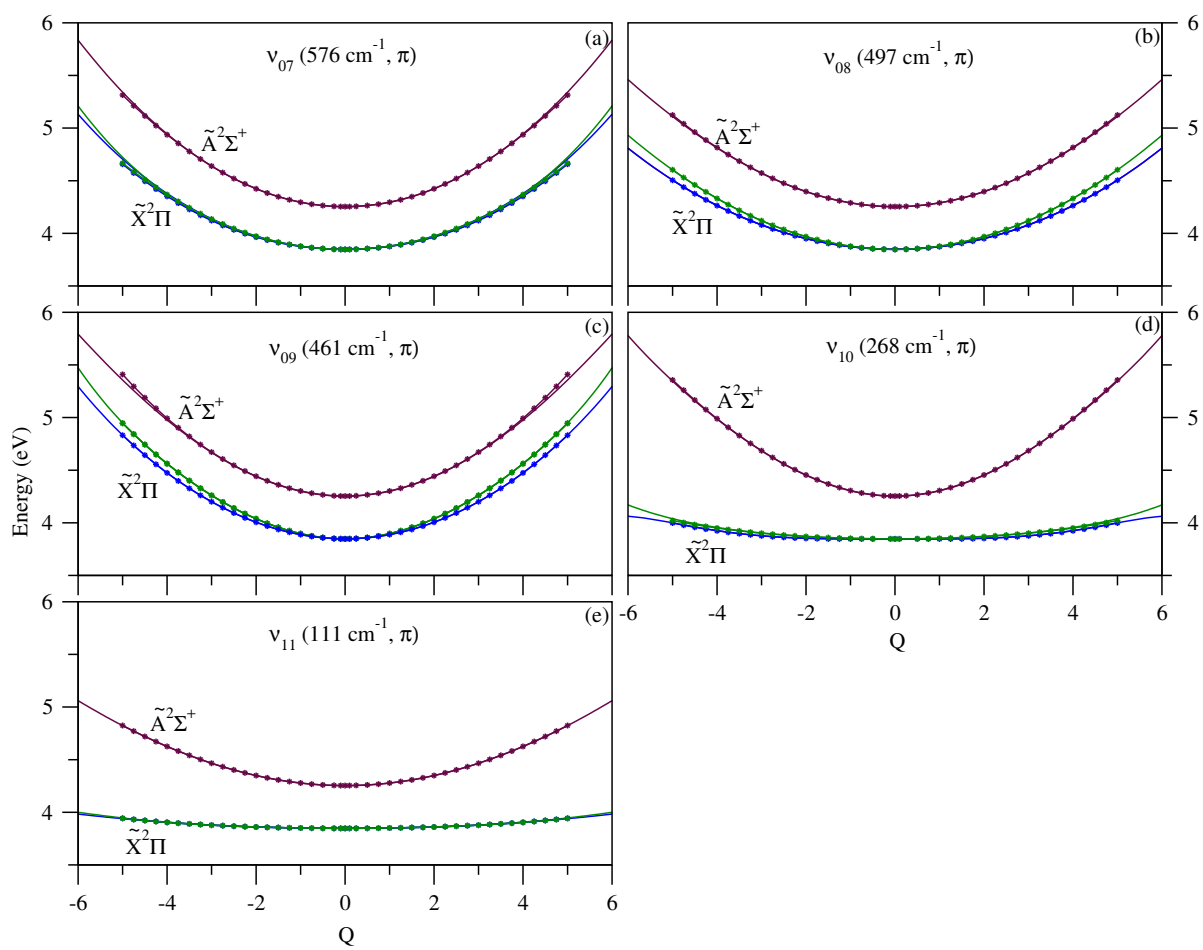 6
(a)
ν₀₇ (576 cm⁻¹, π)
5
Ã²Σ⁺
X̃²Π
4
(b)
6
ν₀₈ (497 cm⁻¹, π)
5
Ã²Σ⁺
X̃²Π
4
6
(c)
ν₀₉ (461 cm⁻¹, π)
Ã²Σ⁺
5
X̃²Π
4
Energy (eV)
(d)
6
ν₁₀ (268 cm⁻¹, π)
Ã²Σ⁺
5
4
X̃²Π
-6 -4 -2 0 2 4 6
Q
6
(e)
ν₁₁ (111 cm⁻¹, π)
5
Ã²Σ⁺
4
X̃²Π
-6 -4 -2 0 2 4 6
Q